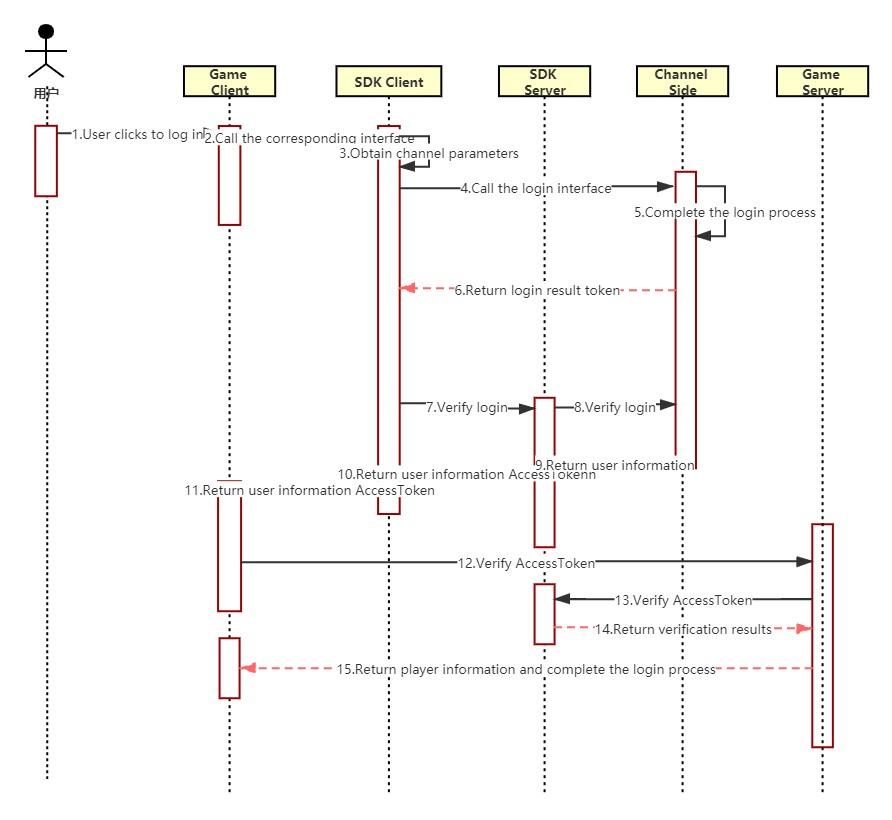 用户
Game
Client
SDK Client
SDK
Server
Channel
Side
Game
Server
1.User clicks to log in
2.Call the corresponding interface
3.Obtain channel parameters
4.Call the login interface
5.Complete the login process
6.Return login result token
7.Verify login
8.Verify login
9.Return user information
10.Return user information AccessTokenn
11.Return user information AccessToken
12.Verify AccessToken
13.Verify AccessToken
14.Return verification results
15.Return player information and complete the login process